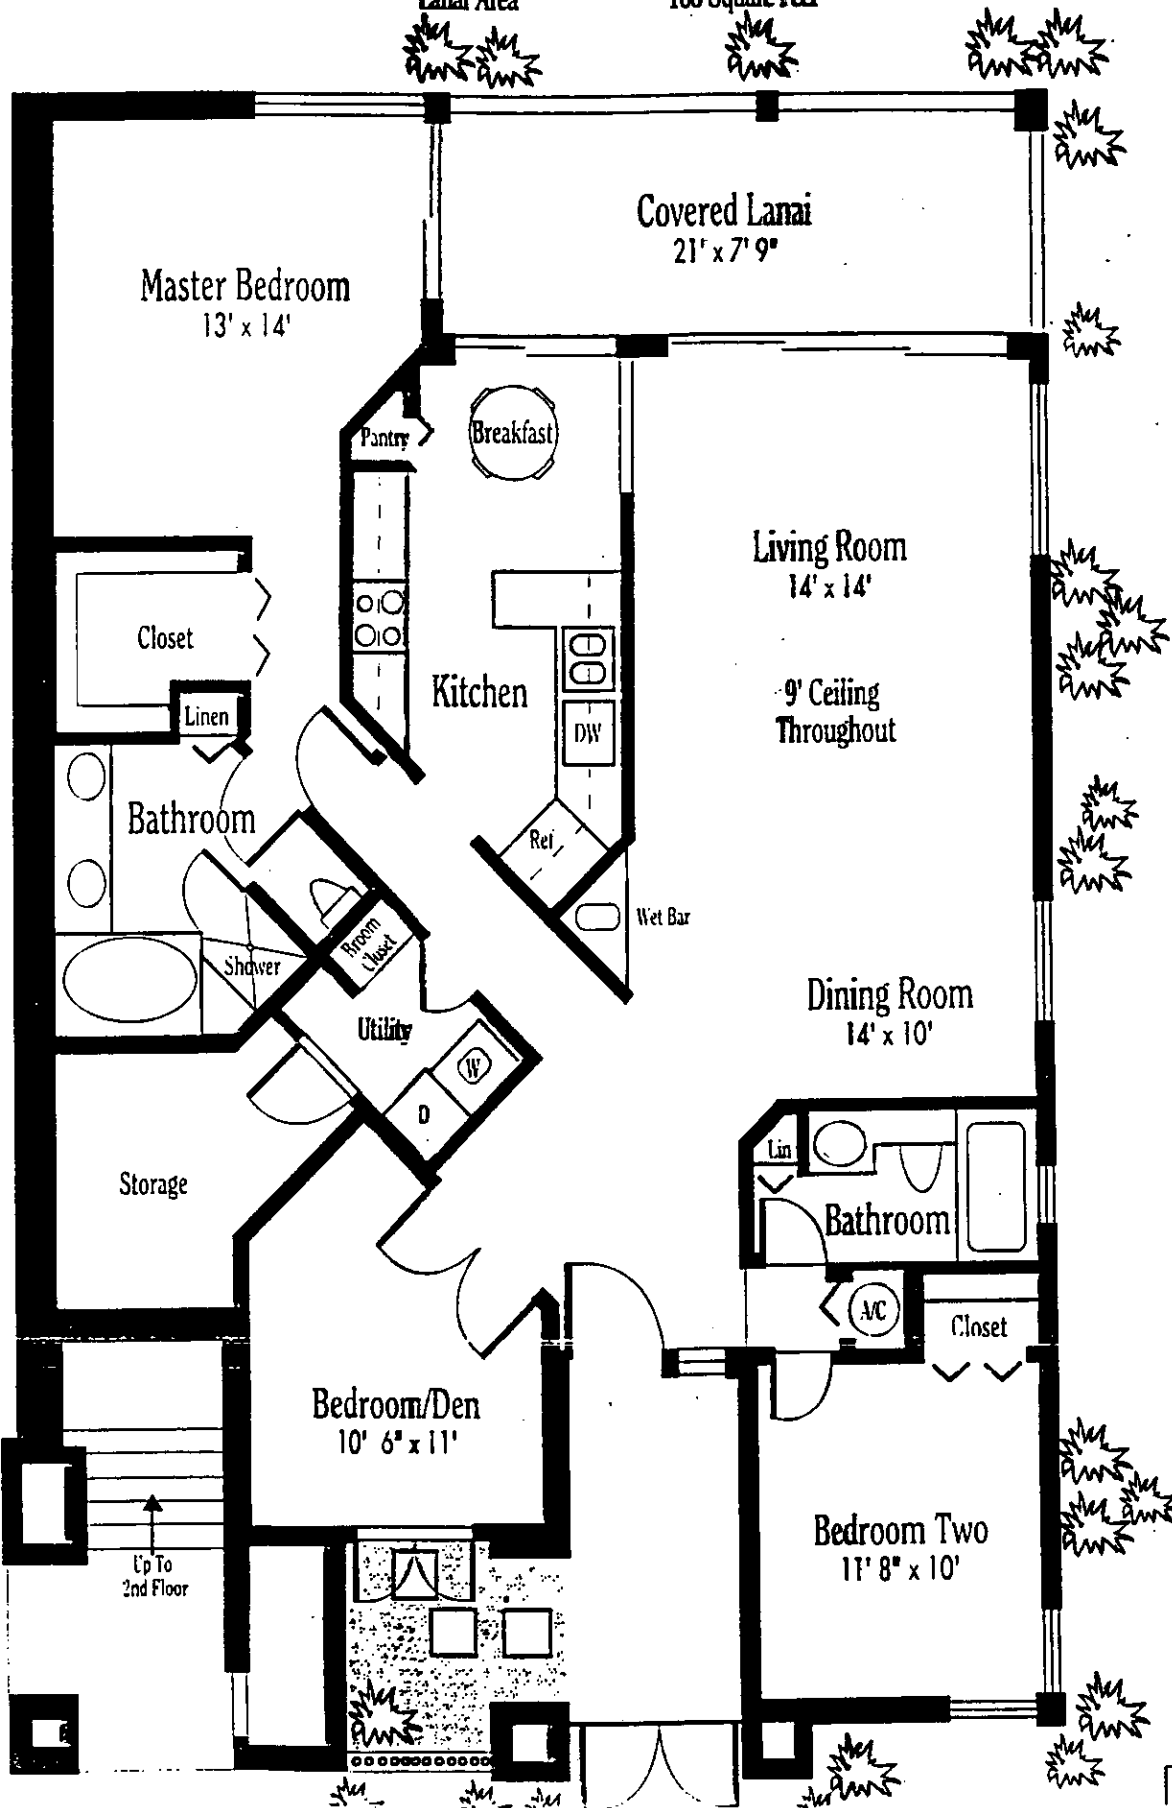 Lanai Area
Covered Lanai
21' x 7' 9"
Master Bedroom
13' x 14'
Pantry
Breakfast
Living Room
14' x 14'
Closet
Kitchen
9' Ceiling
Throughout
Linen
DW
Bathroom
Ref
Wet Bar
Broom
Closet
Shower
Dining Room
14' x 10'
Utility
W
D
Lin
Storage
Bathroom
A/C
Closet
Bedroom/Den
10' 6" x 11'
Bedroom Two
11' 8" x 10'
Up To
2nd Floor